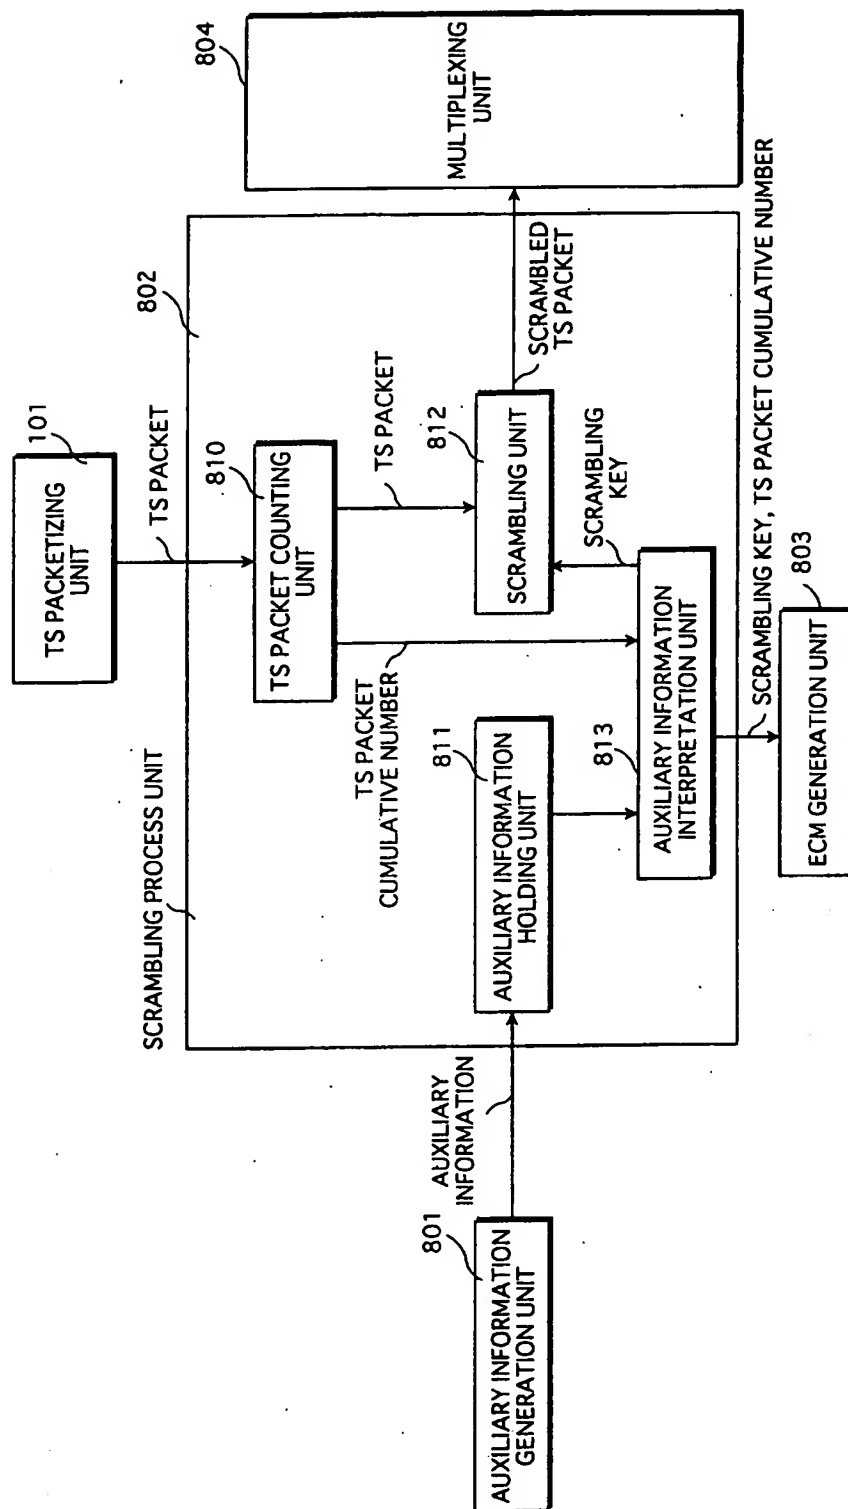 SCRAMBLING PROCESS UNIT
TS PACKETIZING
UNIT
101
TS PACKET
802
804
MULTIPLEXING
UNIT
TS PACKET COUNTING
UNIT
810
TS PACKET
TS PACKET
CUMULATIVE NUMBER
AUXILIARY INFORMATION
GENERATION UNIT
801
AUXILIARY
INFORMATION
AUXILIARY INFORMATION
HOLDING UNIT
811
SCRAMBLING UNIT
812
SCRAMBLED
TS PACKET
SCRAMBLING
KEY
813
AUXILIARY INFORMATION
INTERPRETATION UNIT
SCRAMBLING KEY, TS PACKET CUMULATIVE NUMBER
ECM GENERATION UNIT
803